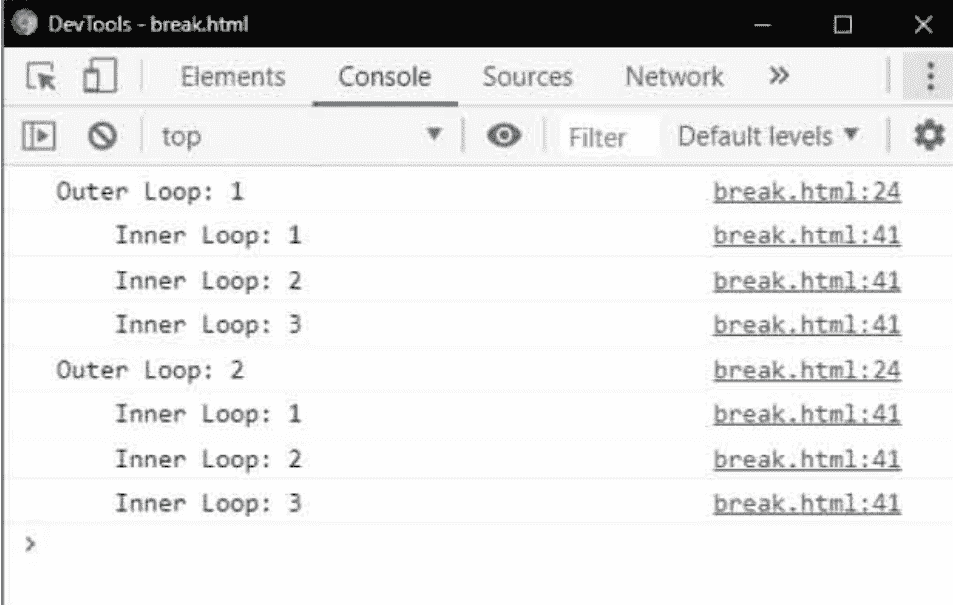 DevTools - break.html
Elements Console Sources Network »
top Filter Default levels
Outer Loop: 1 break.html:24
Inner Loop: 1 break.html:41
Inner Loop: 2 break.html:41
Inner Loop: 3 break.html:41
Outer Loop: 2 break.html:24
Inner Loop: 1 break.html:41
Inner Loop: 2 break.html:41
Inner Loop: 3 break.html:41
>